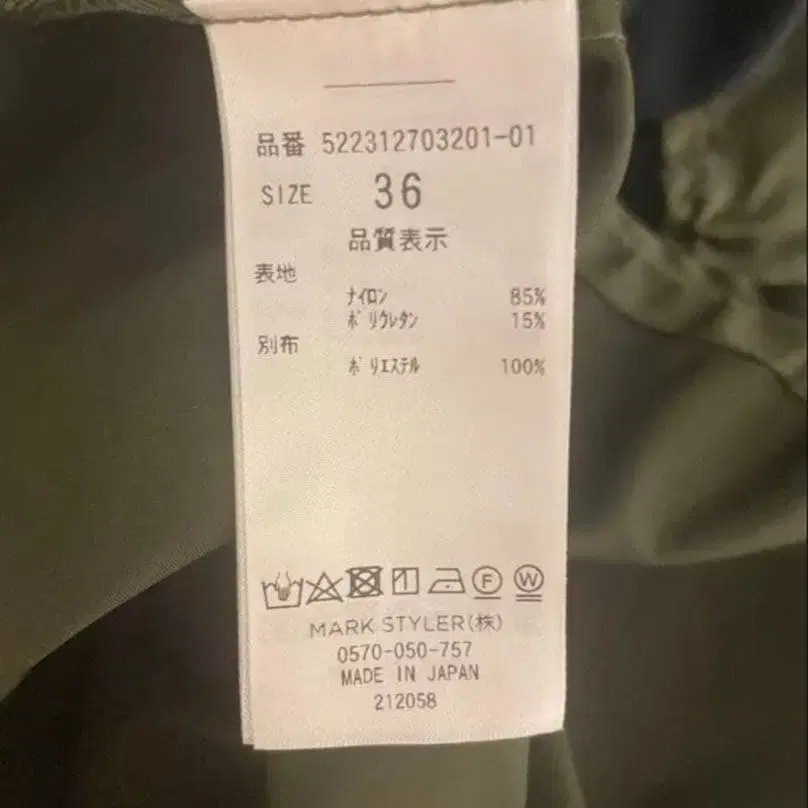 品番 522312703201-01
SIZE 36
品質表示
表地
ﾅｲﾛﾝ 85%
ﾎﾟﾘｳﾚﾀﾝ 15%
別布
ﾎﾟﾘｴｽﾃﾙ 100%
F W
MARK STYLER(株)
0570-050-757
MADE IN JAPAN
212058